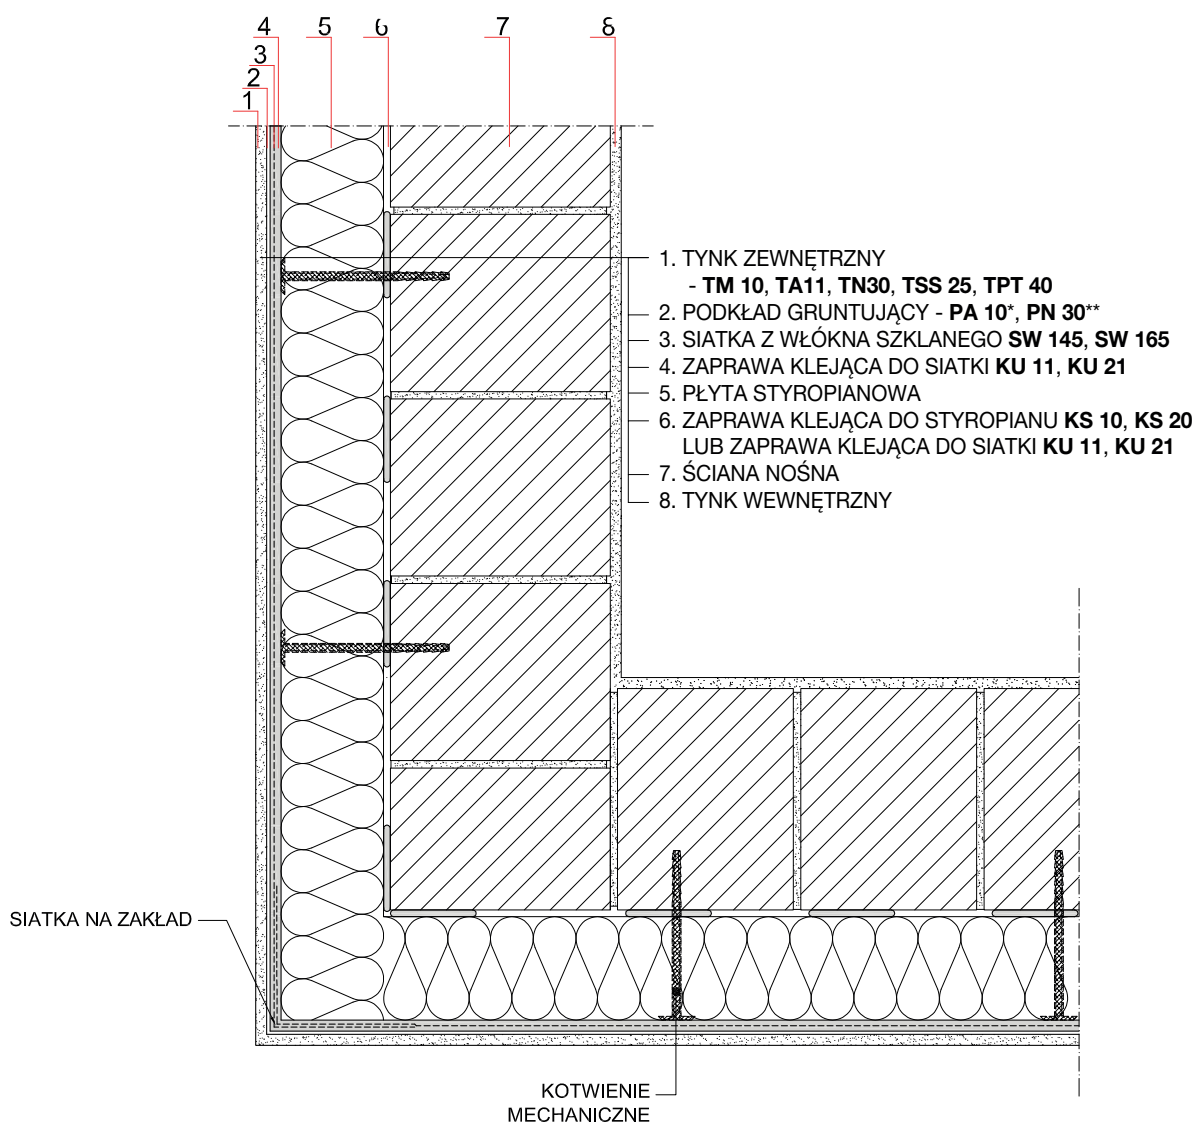 4 5 6 7 8
3
2
1
1. TYNK ZEWNĘTRZNY
- TM 10, TA11, TN30, TSS 25, TPT 40
2. PODKŁAD GRUNTUJĄCY - PA 10*, PN 30**
3. SIATKA Z WŁÓKNA SZKLANEGO SW 145, SW 165
4. ZAPRAWA KLEJĄCA DO SIATKI KU 11, KU 21
5. PŁYTA STYROPIANOWA
6. ZAPRAWA KLEJĄCA DO STYROPIANU KS 10, KS 20
LUB ZAPRAWA KLEJĄCA DO SIATKI KU 11, KU 21
7. ŚCIANA NOŚNA
8. TYNK WEWNĘTRZNY
SIATKA NA ZAKŁAD
KOTWIENIE
MECHANICZNE